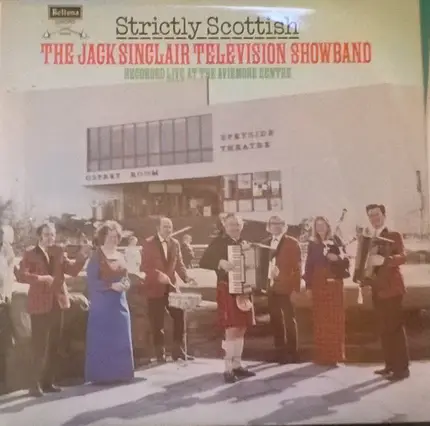 Beltona
Strictly Scottish
THE JACK SINCLAIR TELEVISION SHOWBAND
RECORDED LIVE AT THE AVIEMORE CENTRE
SPEYSIDE
THEATRE
OSPREY ROOM